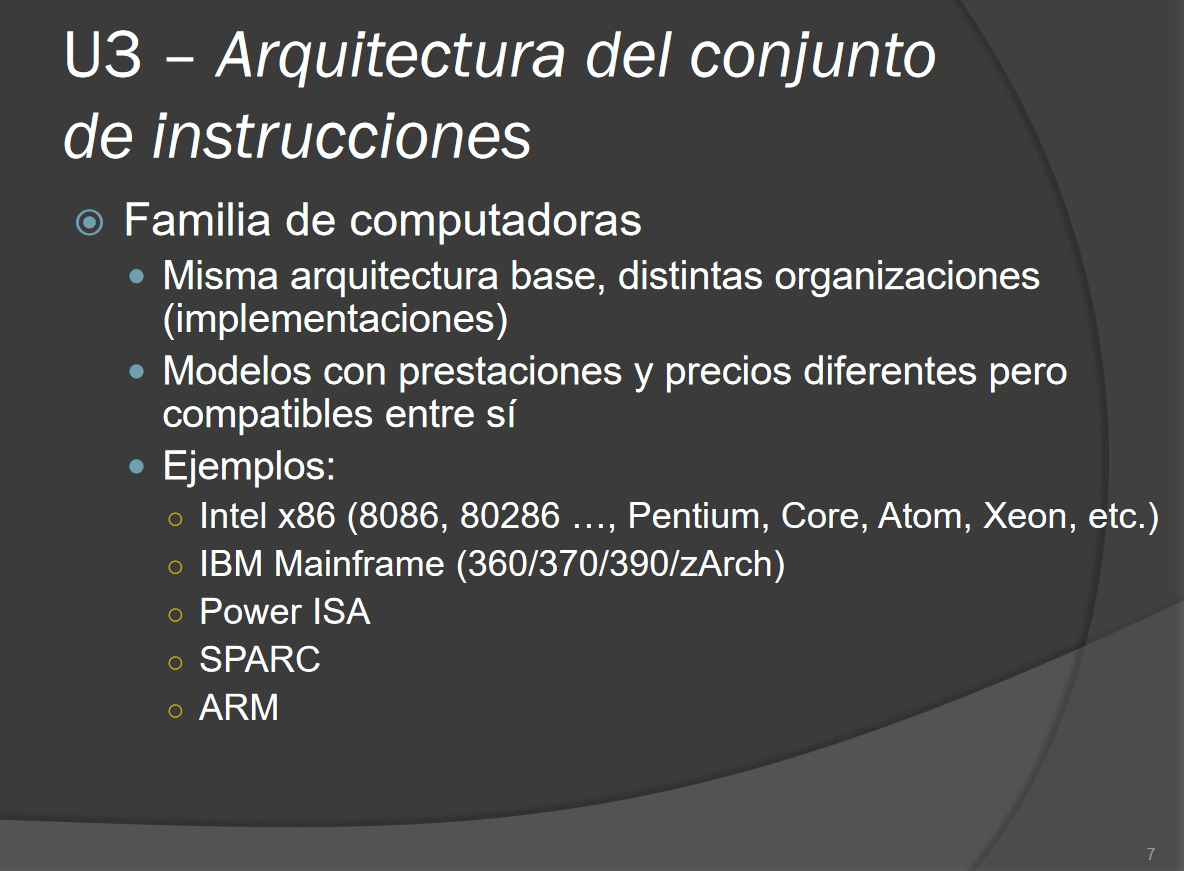 U3 – Arquitectura del conjunto
de instrucciones
Familia de computadoras
Misma arquitectura base, distintas organizaciones
(implementaciones)
Modelos con prestaciones y precios diferentes pero
compatibles entre sí
Ejemplos:
Intel x86 (8086, 80286 …, Pentium, Core, Atom, Xeon, etc.)
IBM Mainframe (360/370/390/zArch)
Power ISA
SPARC
ARM
7